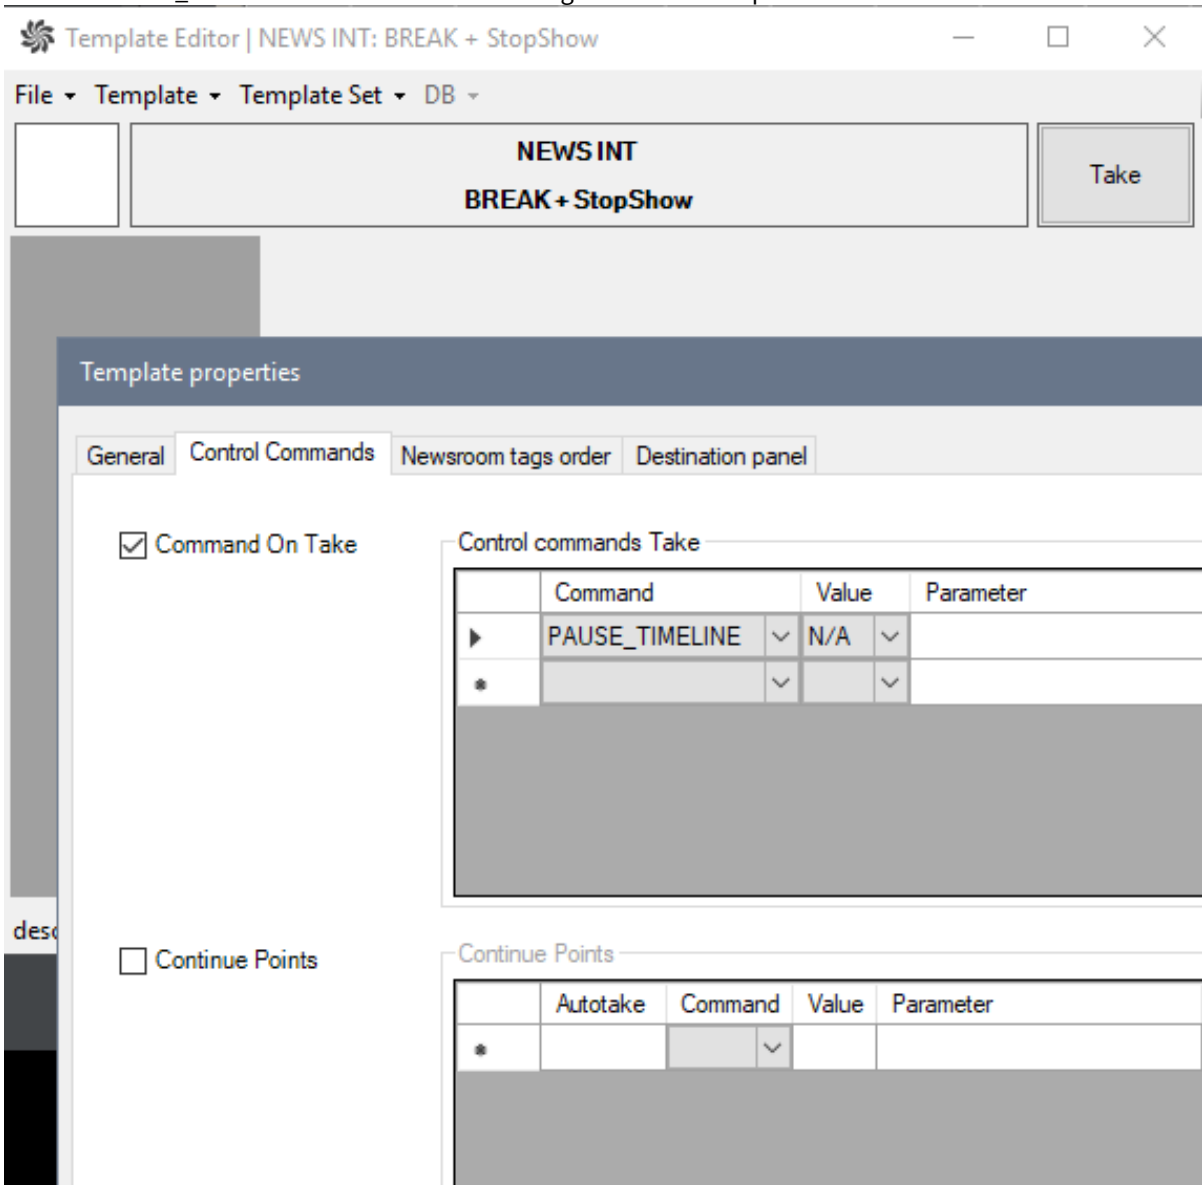 Template Editor | NEWS INT: BREAK + StopShow
File Template Template Set DB
NEWS INT
BREAK + StopShow
Take
Template properties
General Control Commands Newsroom tags order Destination panel
Command On Take
Control commands Take
Command Value Parameter
PAUSE_TIMELINE N/A
desc
Continue Points
Continue Points
Autotake Command Value Parameter